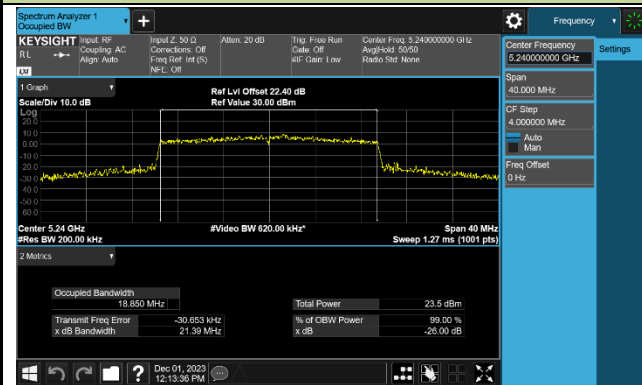 Spectrum Analyzer 1
Occupied BW
Frequency
KEYSIGHT
RL
LXI
Input: RF
Coupling: AC
Align: Auto
Input Z: 50 Ω
Corrections: Off
Freq Ref: Int (S)
NFE: Off
Atten: 20 dB
Trig: Free Run
Gate: Off
#IF Gain: Low
Center Freq: 5.240000000 GHz
Avg|Hold: 50/50
Radio Std: None
Center Frequency
5.240000000 GHz
Settings
Span
40.000 MHz
CF Step
4.000000 MHz
Auto
Man
Freq Offset
0 Hz
1 Graph
Scale/Div 10.0 dB
Ref Lvl Offset 22.40 dB
Ref Value 30.00 dBm
Log
20.0
10.0
0.00
-10.0
-20.0
-30.0
-40.0
-50.0
-60.0
Center 5.24 GHz
#Res BW 200.00 kHz
#Video BW 620.00 kHz*
Span 40 MHz
Sweep 1.27 ms (1001 pts)
2 Metrics
Occupied Bandwidth
18.850 MHz
Total Power 23.5 dBm
Transmit Freq Error -30.653 kHz
% of OBW Power 99.00 %
x dB Bandwidth 21.39 MHz
x dB -26.00 dB
Dec 01, 2023
12:13:36 PM